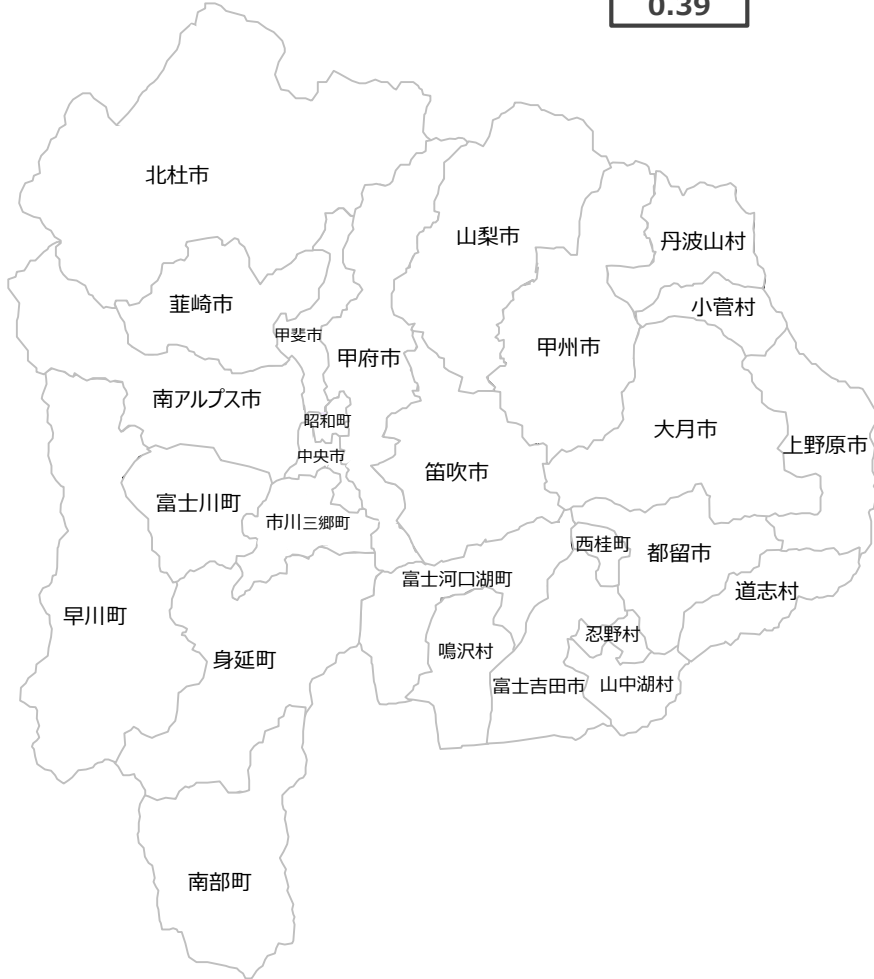 0.39
北杜市
山梨市
丹波山村
韮崎市
小菅村
甲斐市
甲府市
甲州市
南アルプス市
昭和町
大月市
上野原市
中央市
笛吹市
富士川町
市川三郷町
西桂町
都留市
富士河口湖町
道志村
早川町
忍野村
鳴沢村
身延町
富士吉田市
山中湖村
南部町